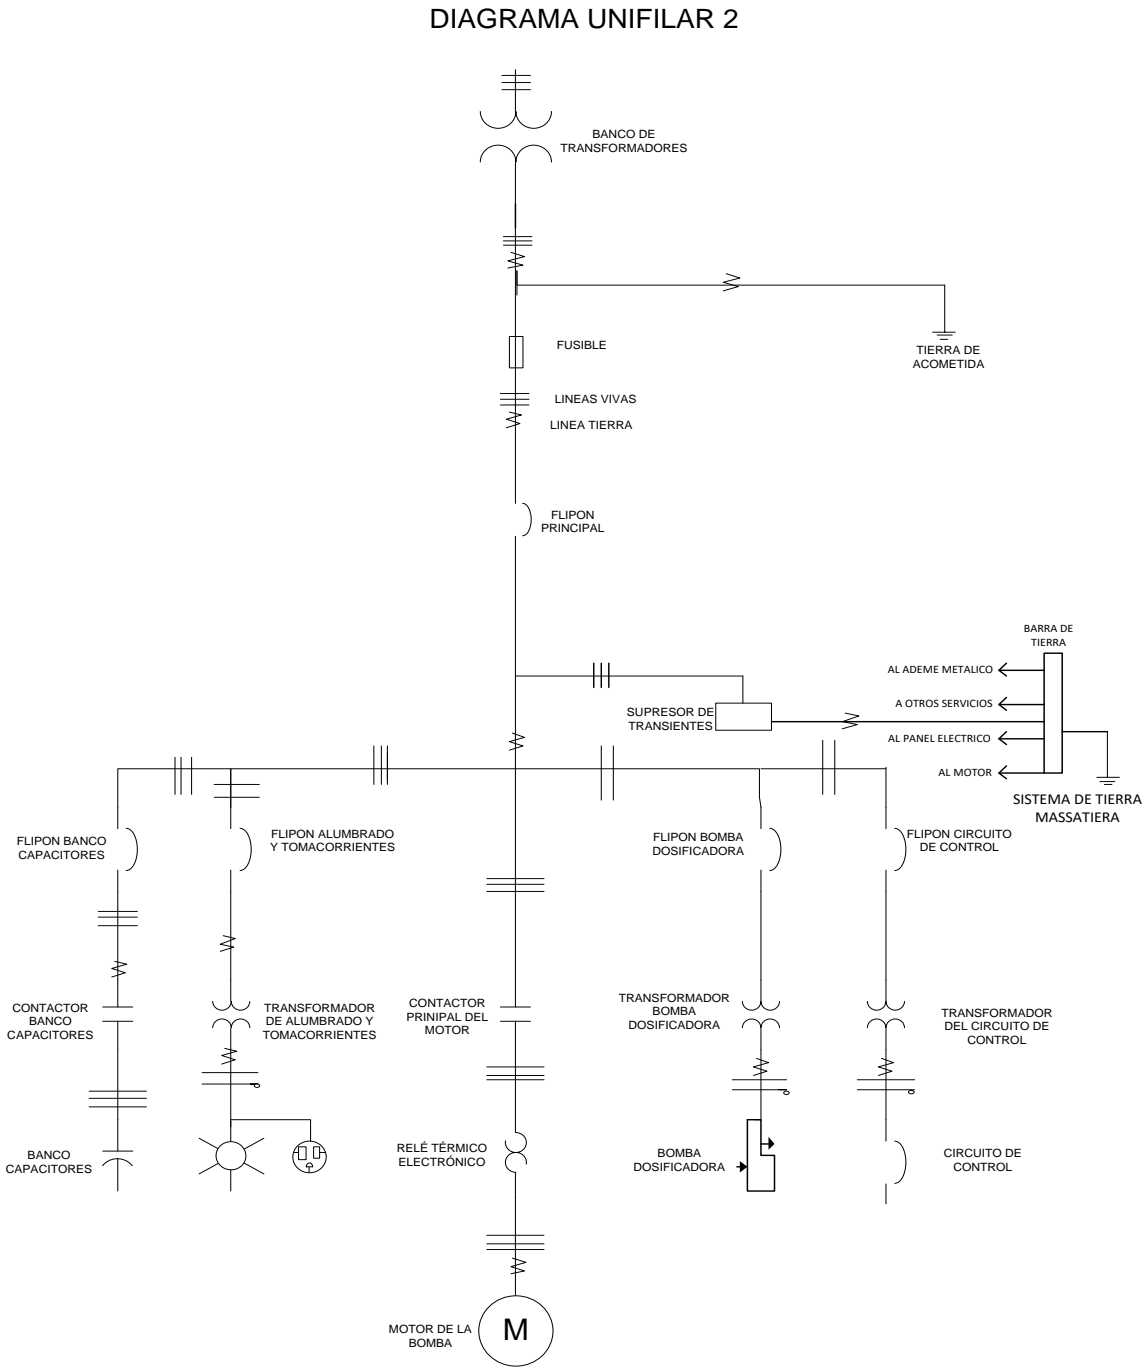 DIAGRAMA UNIFILAR 2
BANCO DE
TRANSFORMADORES
TIERRA DE
ACOMETIDA
FUSIBLE
LINEAS VIVAS
LINEA TIERRA
FLIPON
PRINCIPAL
BARRA DE
TIERRA
AL ADEME METALICO
A OTROS SERVICIOS
AL PANEL ELECTRICO
AL MOTOR
SUPRESOR DE
TRANSIENTES
SISTEMA DE TIERRA
MASSATIERA
FLIPON BANCO
CAPACITORES
FLIPON ALUMBRADO
Y TOMACORRIENTES
FLIPON BOMBA
DOSIFICADORA
FLIPON CIRCUITO
DE CONTROL
CONTACTOR
BANCO
CAPACITORES
TRANSFORMADOR
DE ALUMBRADO Y
TOMACORRIENTES
CONTACTOR
PRINIPAL DEL
MOTOR
TRANSFORMADOR
BOMBA
DOSIFICADORA
TRANSFORMADOR
DEL CIRCUITO DE
CONTROL
BANCO
CAPACITORES
RELÉ TÉRMICO
ELECTRÓNICO
BOMBA
DOSIFICADORA
CIRCUITO DE
CONTROL
MOTOR DE LA
BOMBA
M